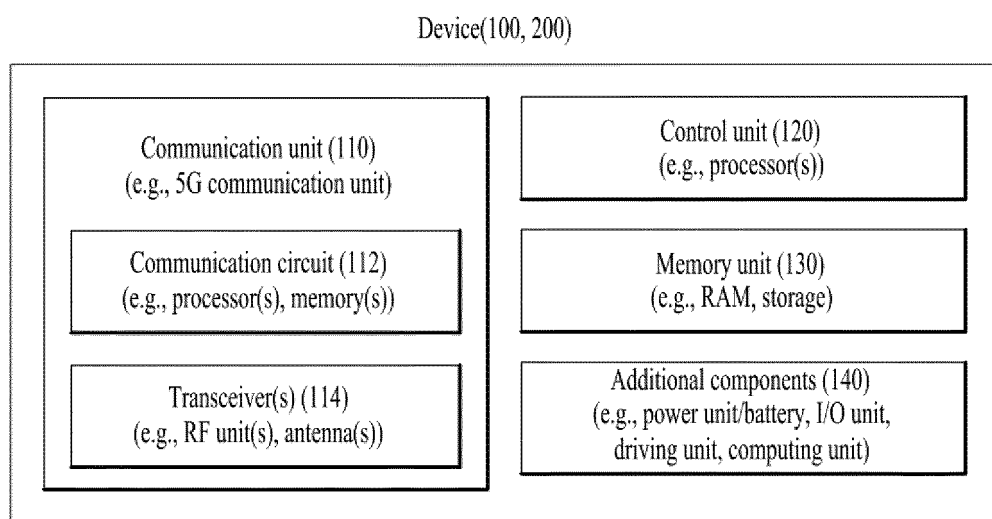 Device(100, 200)
Communication unit (110)
(e.g., 5G communication unit)
Communication circuit (112)
(e.g., processor(s), memory(s))
Transceiver(s) (114)
(e.g., RF unit(s), antenna(s))
Control unit (120)
(e.g., processor(s))
Memory unit (130)
(e.g., RAM, storage)
Additional components (140)
(e.g., power unit/battery, I/O unit,
driving unit, computing unit)